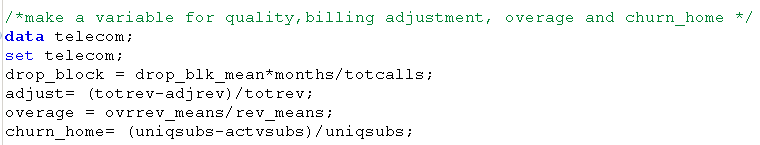 /*make a variable for quality,billing adjustment, overage and churn_home */
data telecom;
set telecom;
drop_block = drop_blk_mean*months/totcalls;
adjust= (totrev-adjrev)/totrev;
overage = ovrrev_means/rev_means;
churn_home= (uniqsubs-actvsubs)/uniqsubs;